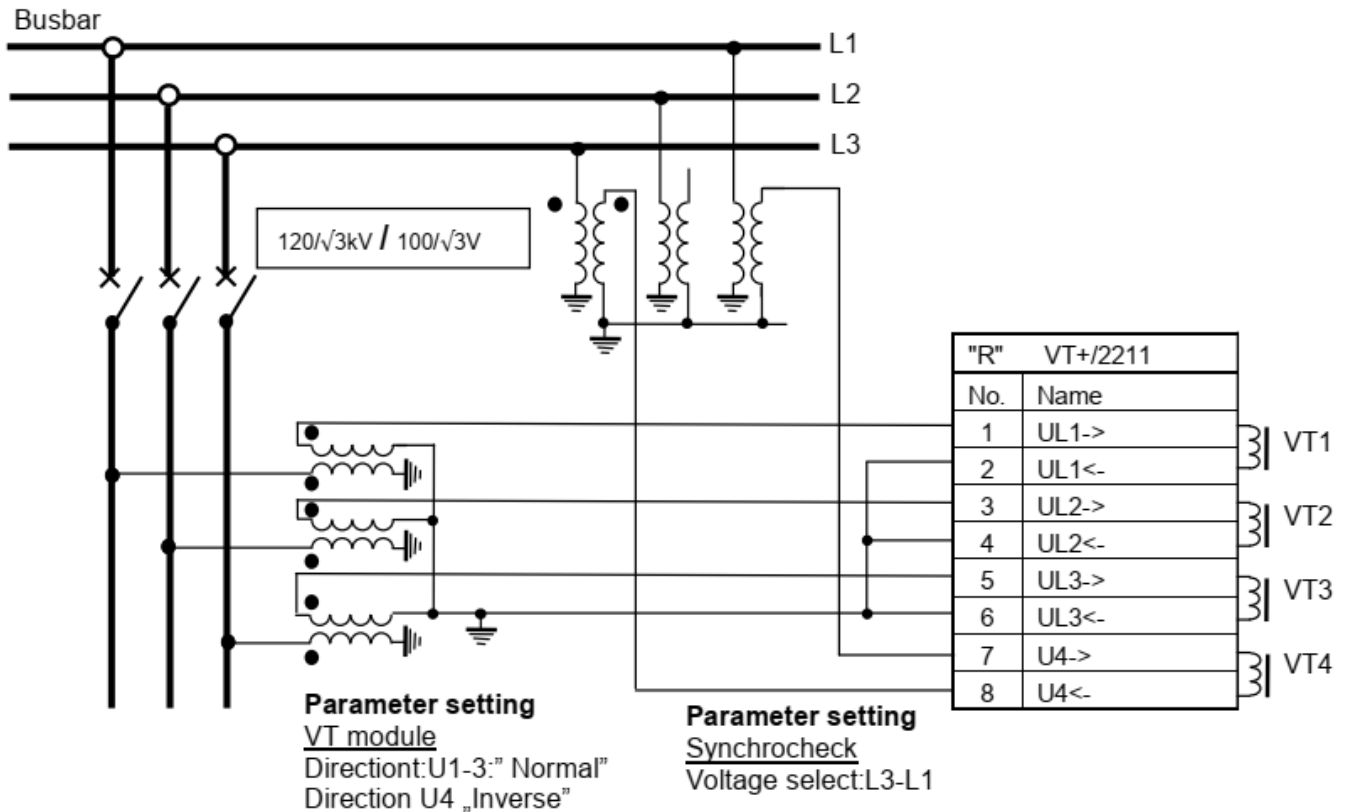 Busbar
L1
L2
L3
120/√3kV / 100/√3V
"R" VT+/2211
No. Name
1 UL1->
2 UL1<-
3 UL2->
4 UL2<-
5 UL3->
6 UL3<-
7 U4->
8 U4<-
VT1
VT2
VT3
VT4
Parameter setting
VT module
Directiont:U1-3:” Normal”
Direction U4 „Inverse”
Parameter setting
Synchrocheck
Voltage select:L3-L1